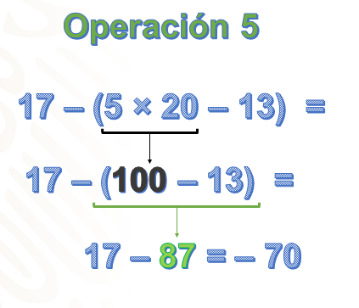 Operación 5
17 – (5 × 20 – 13) =
17 – (100 – 13) =
17 – 87 = – 70